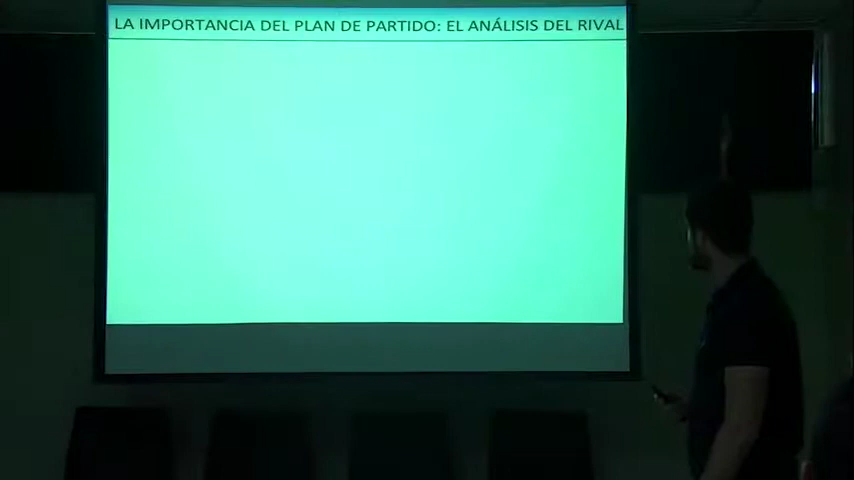 LA IMPORTANCIA DEL PLAN DE PARTIDO: EL ANÁLISIS DEL RIVAL